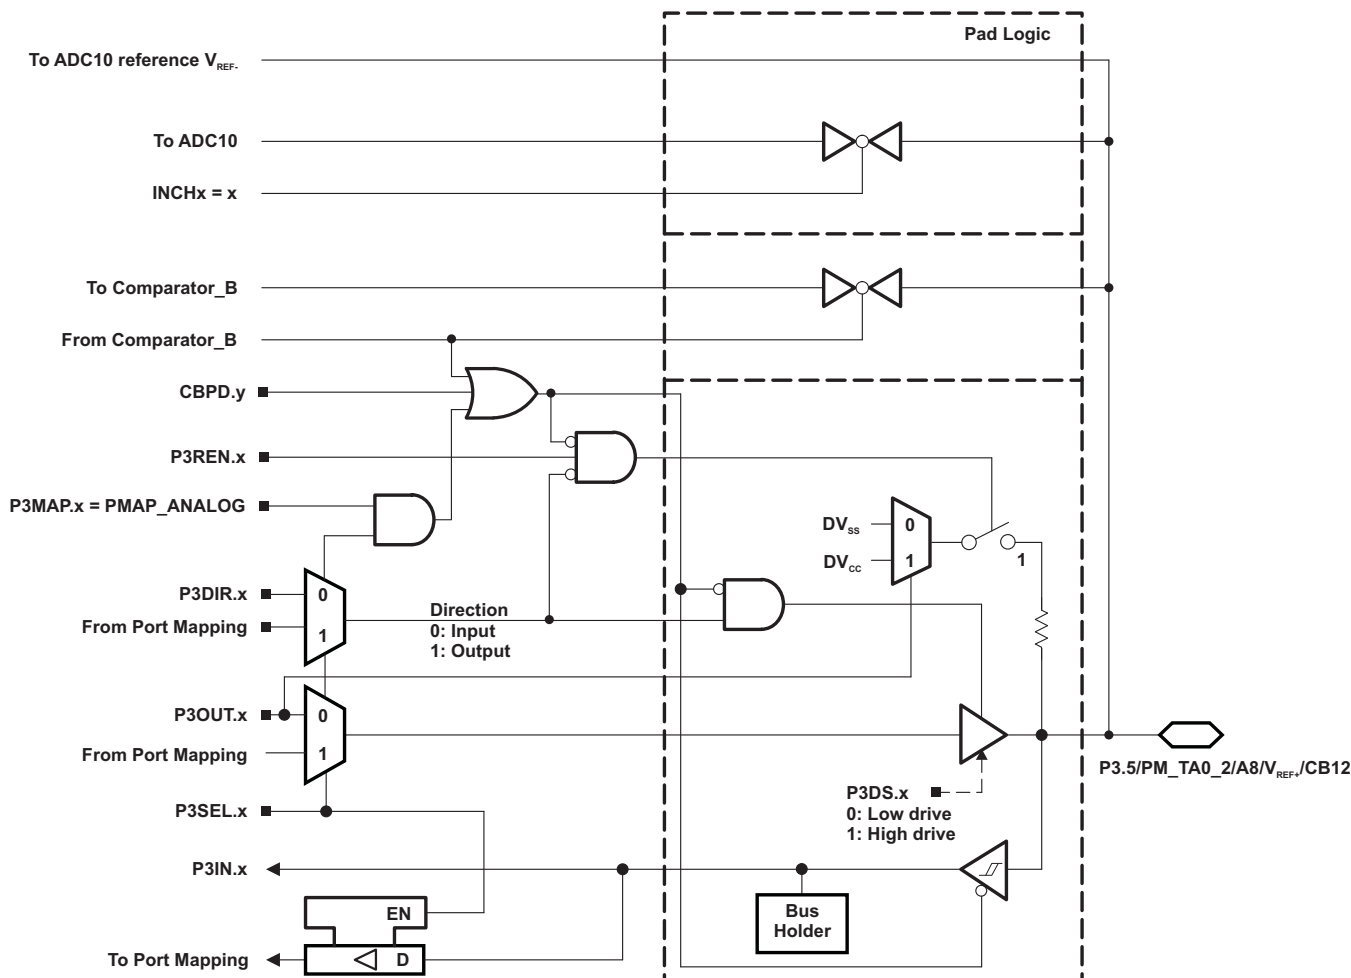 Pad Logic
To ADC10 reference VREF-
To ADC10
INCHx = x
To Comparator_B
From Comparator_B
CBPD.y
P3REN.x
P3MAP.x = PMAP_ANALOG
DVSS
0
DVCC
1
1
P3DIR.x
0
From Port Mapping
1
Direction
0: Input
1: Output
P3OUT.x
0
From Port Mapping
1
P3.5/PM_TA0_2/A8/VREF+/CB12
P3DS.x
0: Low drive
1: High drive
P3SEL.x
P3IN.x
EN
Bus
Holder
To Port Mapping
D